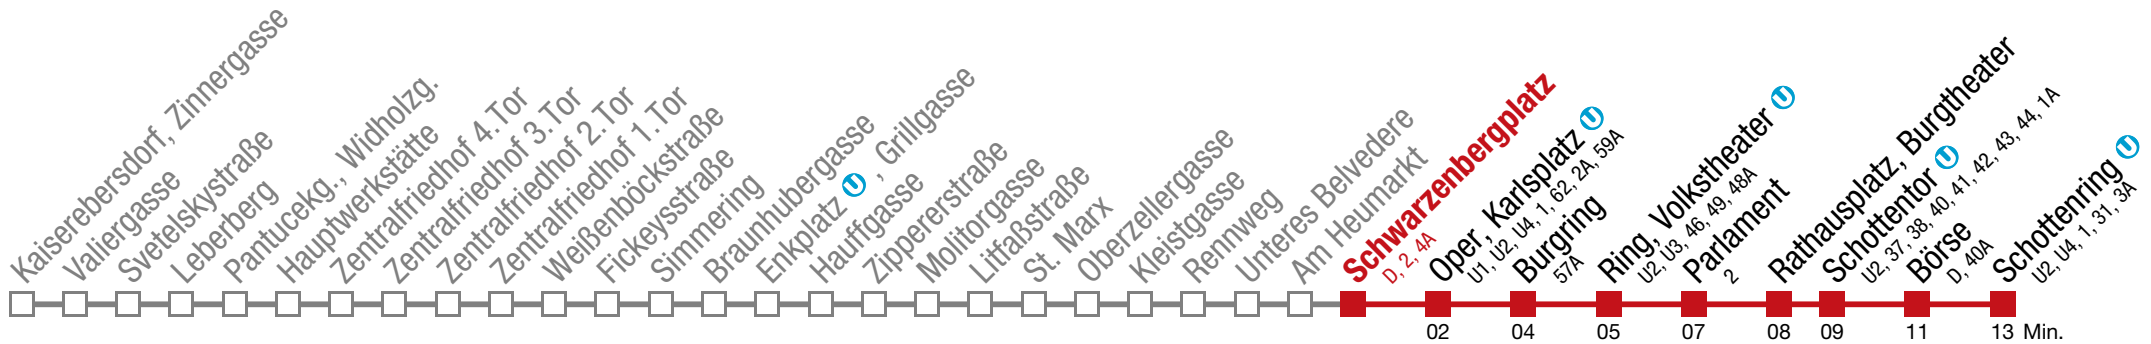 Kaiserebersdorf, Zinnergasse
Valiergasse
Svetelskystraße
Leberberg
Pantucekg., Widholzg.
Hauptwerkstätte
Zentralfriedhof 4.Tor
Zentralfriedhof 3.Tor
Zentralfriedhof 2.Tor
Zentralfriedhof 1.Tor
Weißenböckstraße
Fickeysstraße
Simmering
Braunhubergasse
Enkplatz U , Grillgasse
Hauffgasse
Zippererstraße
Molitorgasse
Litfaßstraße
St. Marx
Oberzellergasse
Kleistgasse
Rennweg
Unteres Belvedere
Am Heumarkt
Schwarzenbergplatz
D, 2, 4A
Oper, Karlsplatz U
U1, U2, U4, 1, 62, 2A, 59A
Burgring
57A
Ring, Volkstheater U
U2, U3, 46, 49, 48A
Parlament
2
Rathausplatz, Burgtheater
Schottentor U
U2, 37, 38, 40, 41, 42, 43, 44, 1A
Börse
D, 40A
Schottenring U
U2, U4, 1, 31, 3A
02 04 05 07 08 09 11 13 Min.